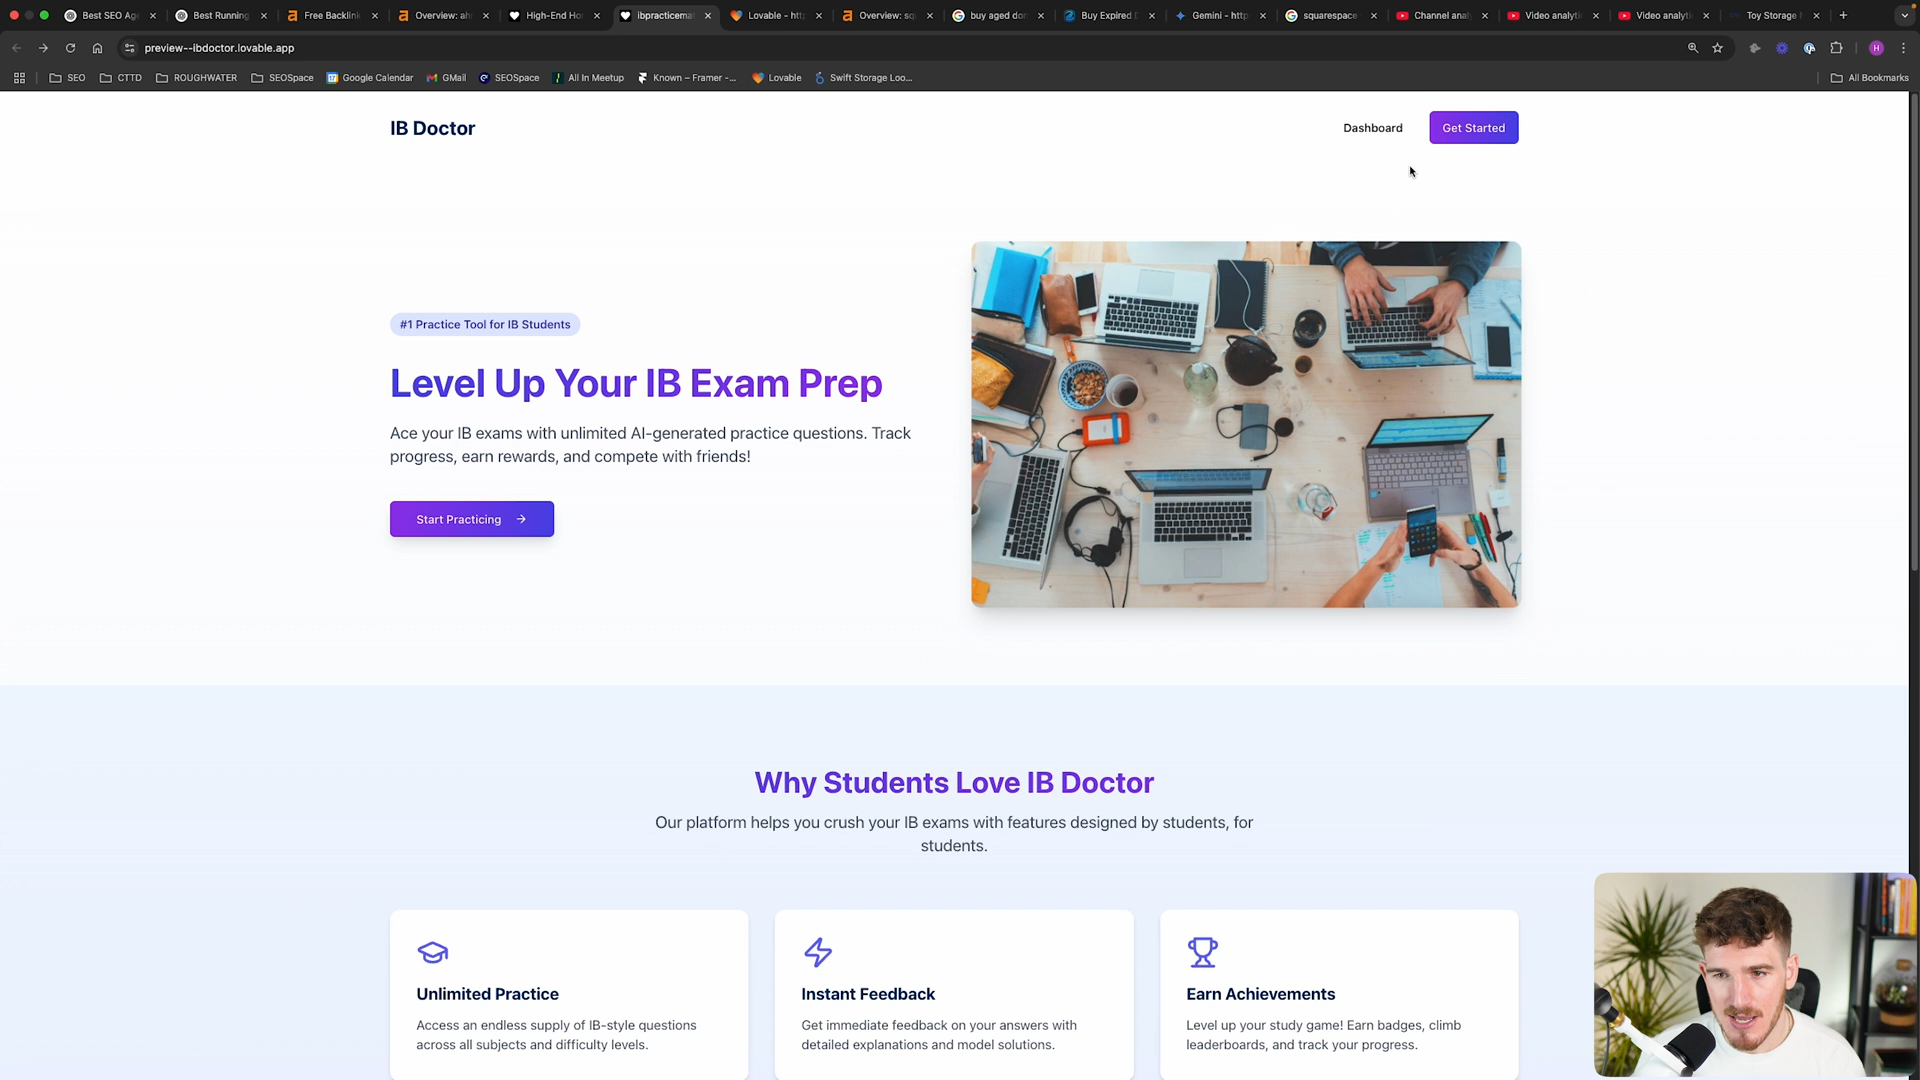 Best SEO Ag
Best Running
Free Backlink
Overview: ah
High-End Ho
ibpracticema
Lovable - htt
Overview: sq
buy aged dor
Buy Expired
Gemini - http
squarespace
Channel anal
Video analyti
Video analyti
Toy Storage
preview--ibdoctor.lovable.app
H
SEO
CTTD
ROUGHWATER
SEOSpace
Google Calendar
GMail
SEOSpace
All In Meetup
Known – Framer -...
Lovable
Swift Storage Loo...
All Bookmarks
IB Doctor
Dashboard
Get Started
#1 Practice Tool for IB Students
Level Up Your IB Exam Prep
Ace your IB exams with unlimited AI-generated practice questions. Track
progress, earn rewards, and compete with friends!
Start Practicing
Why Students Love IB Doctor
Our platform helps you crush your IB exams with features designed by students, for
students.
Unlimited Practice
Access an endless supply of IB-style questions
across all subjects and difficulty levels.
Instant Feedback
Get immediate feedback on your answers with
detailed explanations and model solutions.
Earn Achievements
Level up your study game! Earn badges, climb
leaderboards, and track your progress.